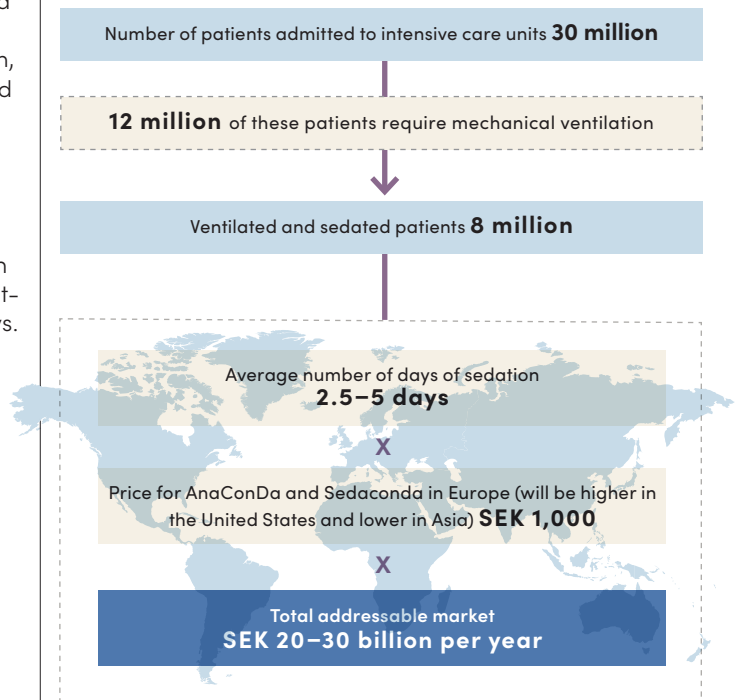 n,
d
Number of patients admitted to intensive care units 30 million
12 million of these patients require mechanical ventilation
Ventilated and sedated patients 8 million
n
t–
s.
Average number of days of sedation
2.5–5 days
X
Price for AnaConDa and Sedaconda in Europe (will be higher in
the United States and lower in Asia) SEK 1,000
X
Total addressable market
SEK 20–30 billion per year